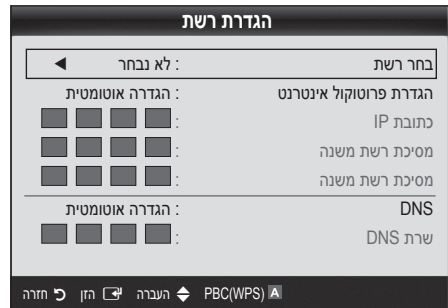 הגדרת רשת
בחר רשת : לא נבחר ◀
הגדרת פרוטוקול אינטרנט : הגדרה אוטומטית
כתובת IP :
מסיכת רשת משנה :
מסיכת רשת משנה :
DNS : הגדרה אוטומטית
שרת DNS :
A PBC(WPS) העברה הזן חזרה